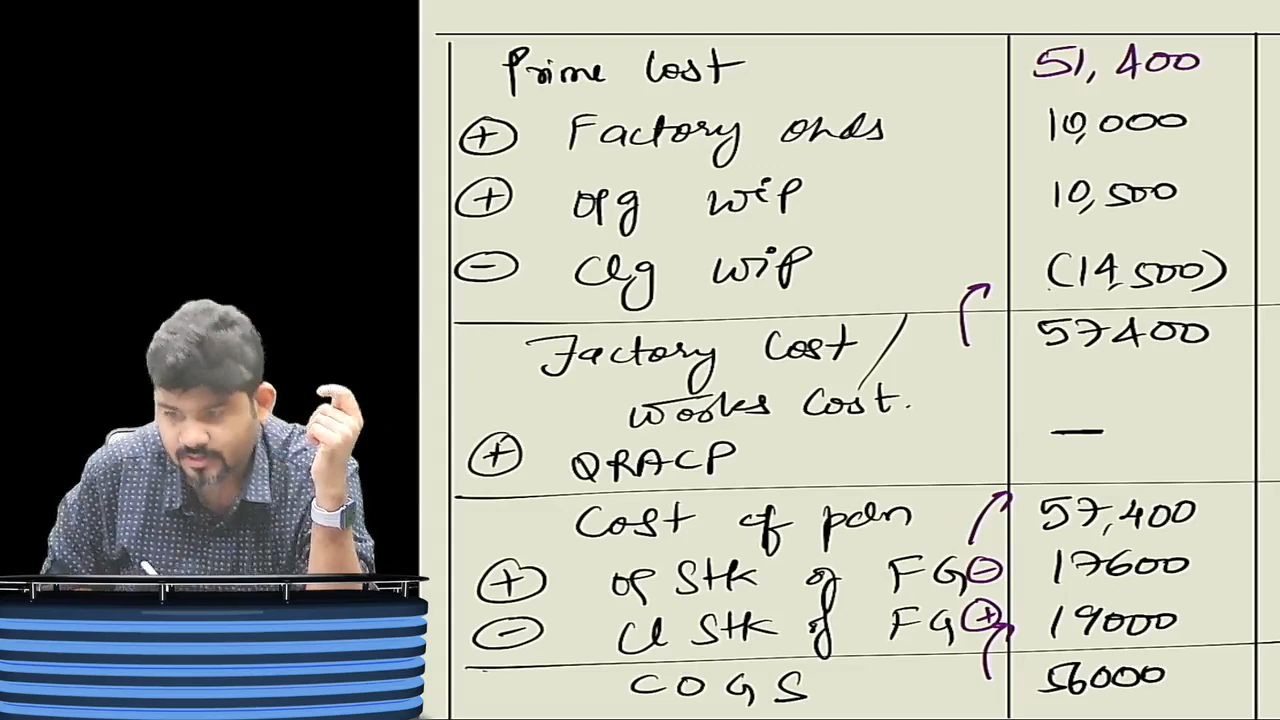 Prime Cost 51,400
+ Factory ohds 10,000
+ opg wip 10,500
− Clg wip (14,500)
Factory Cost / 57400
Works Cost.
+ QRACP —
Cost of pdn 57,400
+ op Stk of FG − 17600
− Cl Stk of FG + 19000
COGS 56000